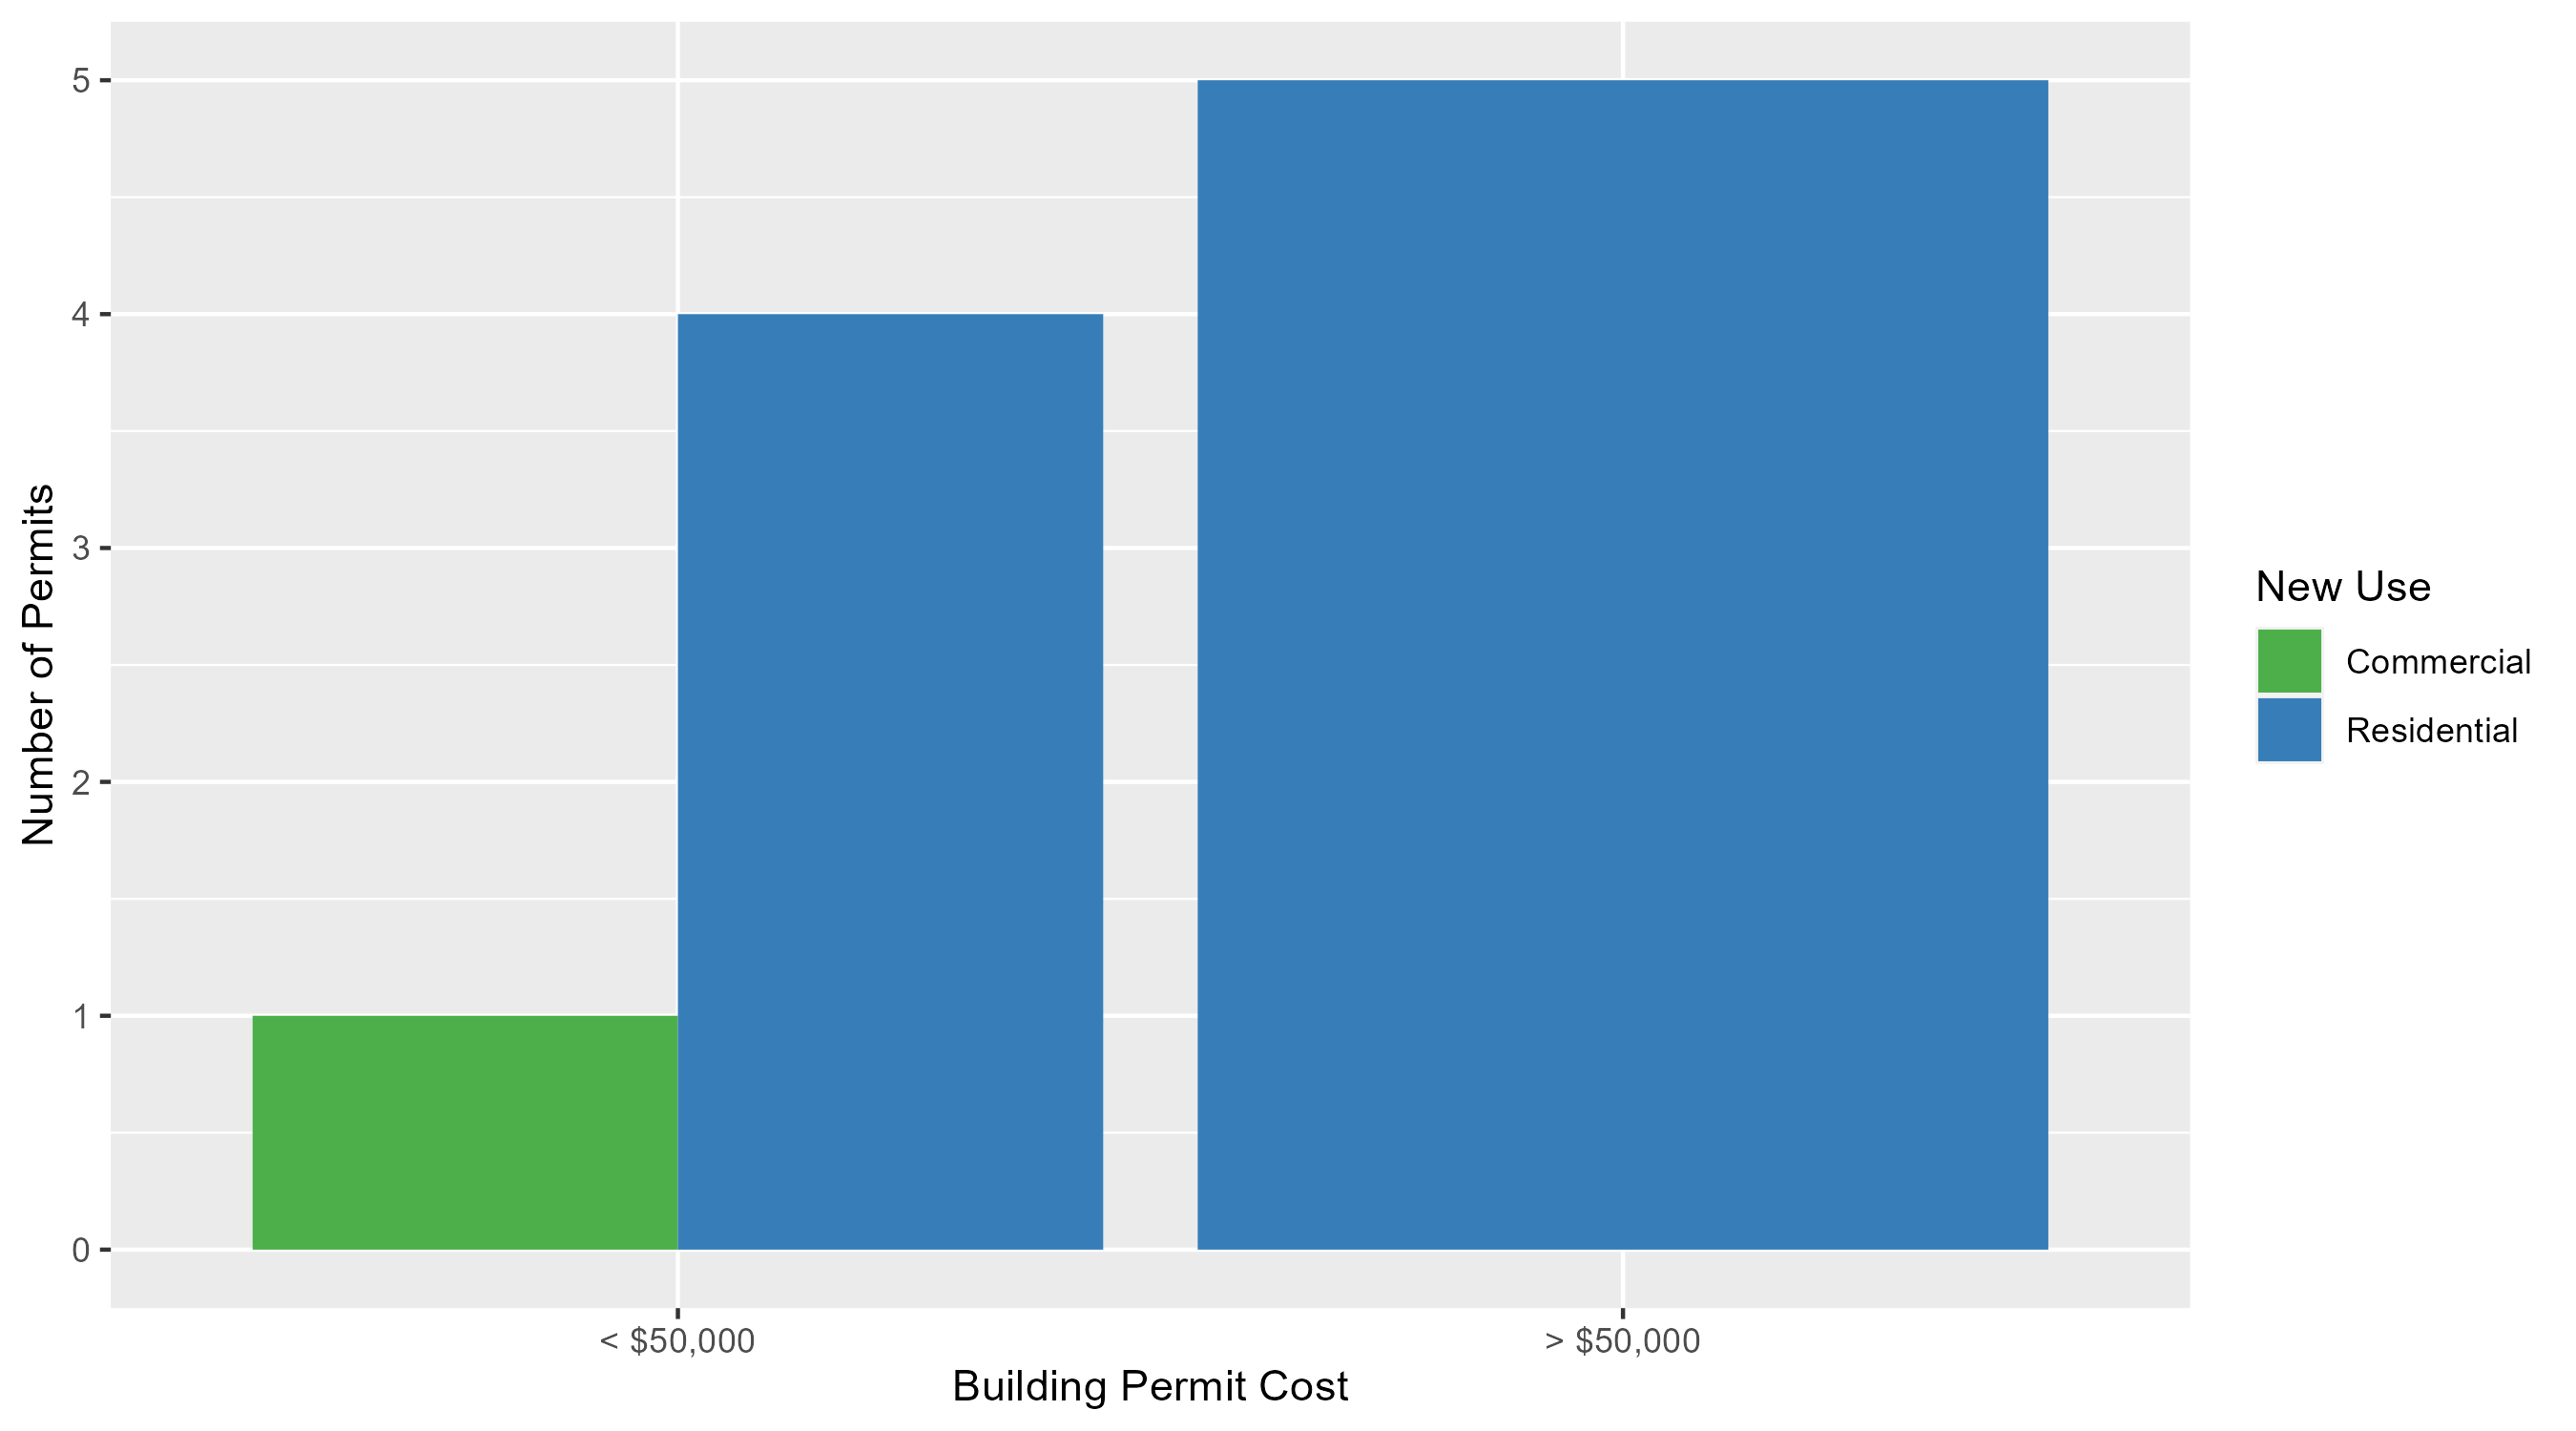 5
4
3
2
1
0
Number of Permits
< $50,000
> $50,000
Building Permit Cost
New Use
Commercial
Residential